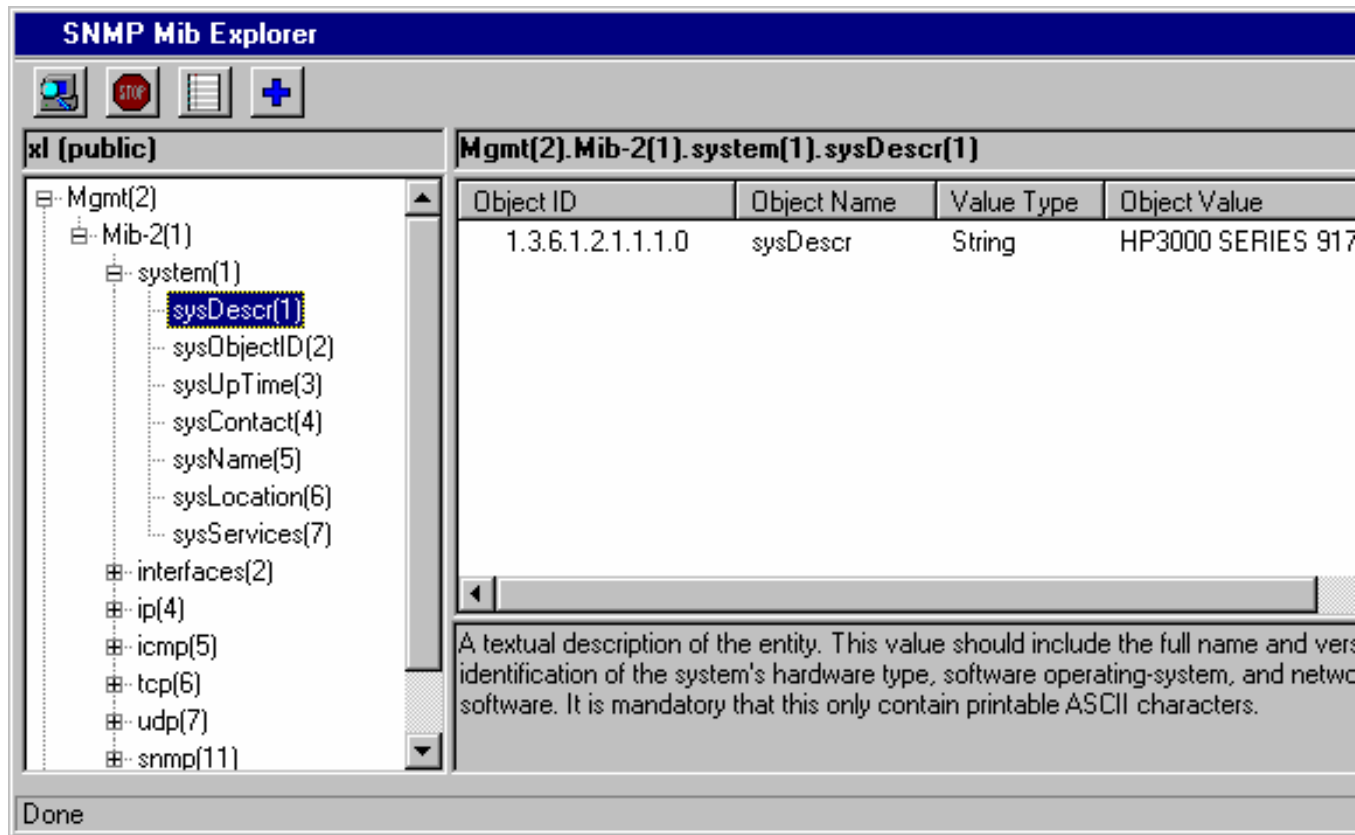 SNMP Mib Explorer
STOP
xl (public)
Mgmt(2)
Mib-2(1)
system(1)
sysDescr(1)
sysObjectID(2)
sysUpTime(3)
sysContact(4)
sysName(5)
sysLocation(6)
sysServices(7)
interfaces(2)
ip(4)
icmp(5)
tcp(6)
udp(7)
snmp(11)
Mgmt(2).Mib-2(1).system(1).sysDescr(1)
Object ID Object Name Value Type Object Value
1.3.6.1.2.1.1.1.0 sysDescr String HP3000 SERIES 917
A textual description of the entity. This value should include the full name and vers
identification of the system's hardware type, software operating-system, and netwo
software. It is mandatory that this only contain printable ASCII characters.
Done